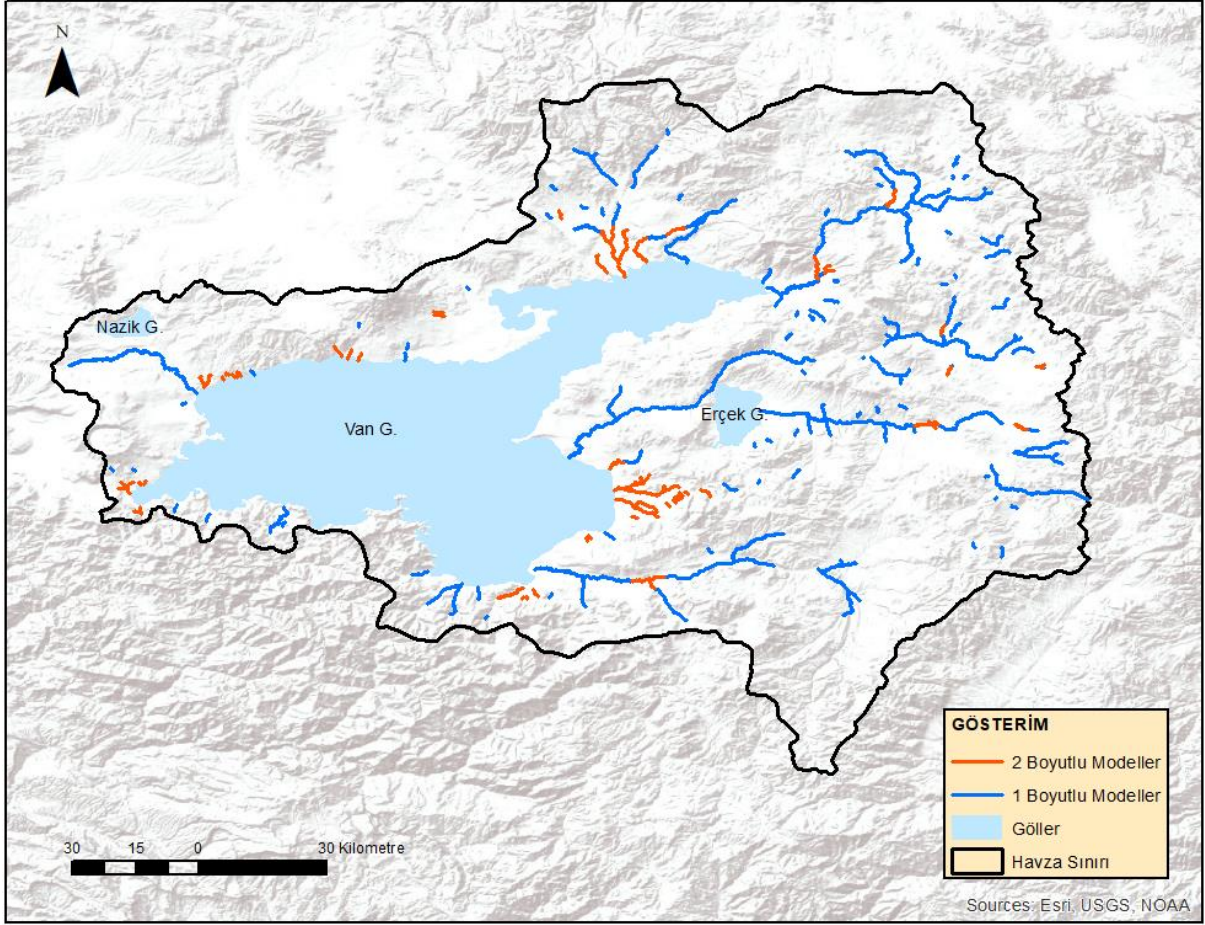 N
Nazik G.
Van G.
Erçek G.
GÖSTERİM
2 Boyutlu Modeller
1 Boyutlu Modeller
Göller
Havza Sınırı
30 15 0 30 Kilometre
Sources: Esri, USGS, NOAA